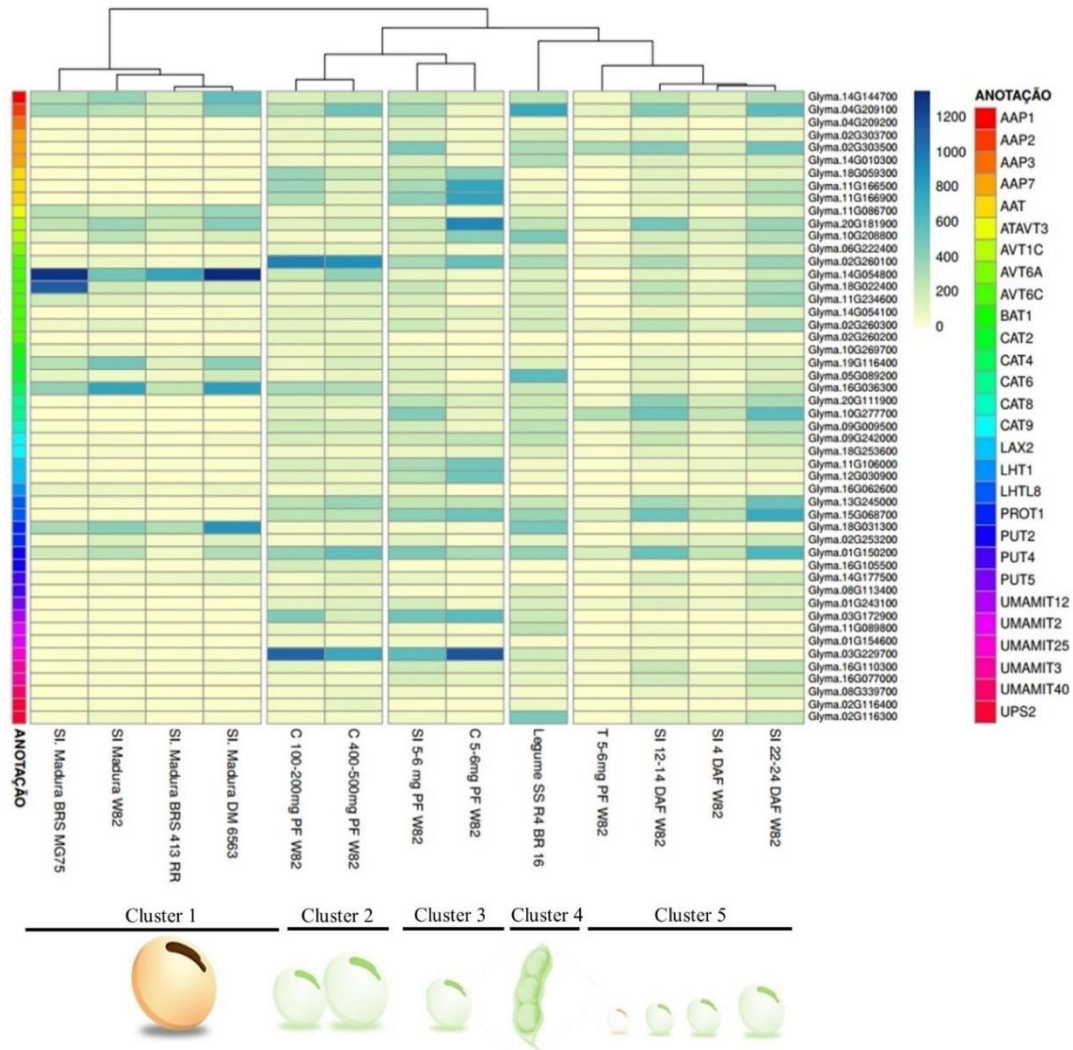 Glyma.14G144700
Glyma.04G209100
Glyma.04G209200
Glyma.02G303700
Glyma.02G303500
Glyma.14G010300
Glyma.18G059300
Glyma.11G166500
Glyma.11G166900
Glyma.11G086700
Glyma.20G181900
Glyma.10G208800
Glyma.06G222400
Glyma.02G260100
Glyma.14G054800
Glyma.18G022400
Glyma.11G234600
Glyma.14G054100
Glyma.02G260300
Glyma.02G260200
Glyma.10G269700
Glyma.19G116400
Glyma.05G089200
Glyma.16G036300
Glyma.20G111900
Glyma.10G277700
Glyma.09G009500
Glyma.09G242000
Glyma.18G253600
Glyma.11G106000
Glyma.12G030900
Glyma.16G062600
Glyma.13G245000
Glyma.15G068700
Glyma.18G031300
Glyma.02G253200
Glyma.01G150200
Glyma.16G105500
Glyma.14G177500
Glyma.08G113400
Glyma.01G243100
Glyma.03G172900
Glyma.11G089800
Glyma.01G154600
Glyma.03G229700
Glyma.16G110300
Glyma.16G077000
Glyma.08G339700
Glyma.02G116400
Glyma.02G116300
1200
1000
800
600
400
200
0
ANOTAÇÃO
AAP1
AAP2
AAP3
AAP7
AAT
ATAVT3
AVT1C
AVT6A
AVT6C
BAT1
CAT2
CAT4
CAT6
CAT8
CAT9
LAX2
LHT1
LHTL8
PROT1
PUT2
PUT4
PUT5
UMAMIT12
UMAMIT2
UMAMIT25
UMAMIT3
UMAMIT40
UPS2
ANOTAÇÃO
SI. Madura BRS MG75
SI Madura W82
SI. Madura BRS 413 RR
SI. Madura DM 6563
C 100-200mg PF W82
C 400-500mg PF W82
SI 5-6 mg PF W82
C 5-6mg PF W82
Legume SS R4 BR 16
T 5-6mg PF W82
SI 12-14 DAF W82
SI 4 DAF W82
SI 22-24 DAF W82
Cluster 1
Cluster 2
Cluster 3
Cluster 4
Cluster 5